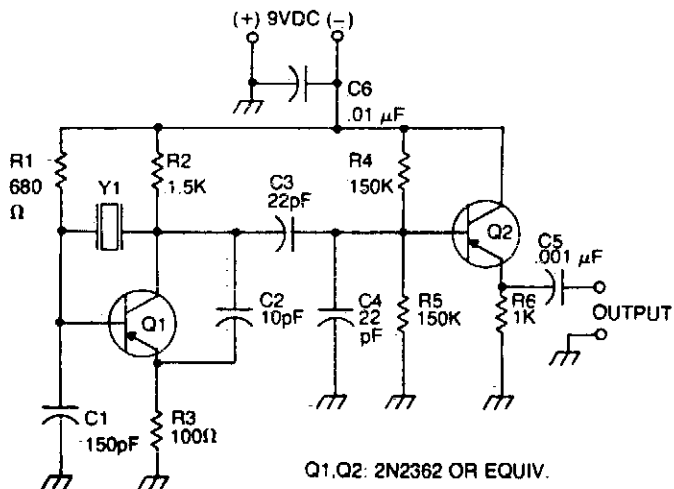 (+) 9VDC (−)
C6
.01 µF
R1
680
Ω
Y1
R2
1.5K
C3
22pF
R4
150K
Q2
C5
.001 µF
Q1
C2
10pF
C4
22
pF
R5
150K
R6
1K
OUTPUT
C1
150pF
R3
100Ω
Q1,Q2: 2N2362 OR EQUIV.